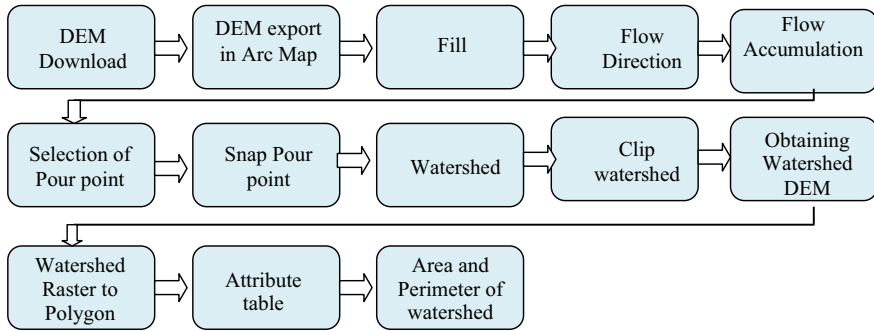 DEM
Download
DEM export
in Arc Map
Fill
Flow
Direction
Flow
Accumulation
Selection of
Pour point
Snap Pour
point
Watershed
Clip
watershed
Obtaining
Watershed
DEM
Watershed
Raster to
Polygon
Attribute
table
Area and
Perimeter of
watershed